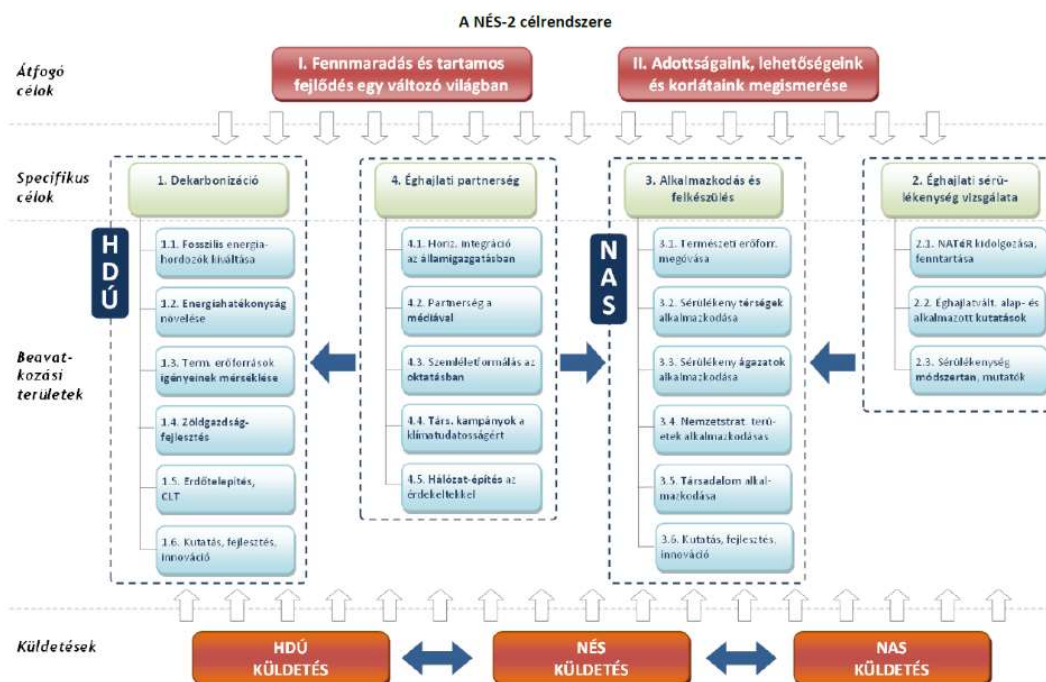 A NÉS-2 célrendszere
Átfogó
célok
I. Fennmaradás és tartamos
fejlődés egy változó világban
II. Adottságaink, lehetőségeink
és korlátaink megismerése
Specifikus
célok
1. Dekarbonizáció
4. Éghajlati partnerség
3. Alkalmazkodás és
felkészülés
2. Éghajlati sérü-
lékenység vizsgálata
Beavat-
kozási
területek
HDÚ
1.1. Fosszilis energia-
hordozók kiváltása
1.2. Energiahatékonyság
növelése
1.3. Term. erőforrások
igényeinek mérséklése
1.4. Zöldgazdság-
fejlesztés
1.5. Erdőtelepítés,
CLT
1.6. Kutatás, fejlesztés,
innováció
4.1. Horiz. integráció
az államigazgatásban
4.2. Partnerség a
médiával
4.3. Szemléletformálás az
oktatásban
4.4. Társ. kampányok a
klímatudatosságért
4.5. Hálózat-építés az
érdekeltekkel
NAS
3.1. Természeti erőforr.
megóvása
3.2. Sérülékeny térségek
alkalmazkodása
3.3. Sérülékeny ágazatok
alkalmazkodása
3.4. Nemzetstrat. terü-
letek alkalmazkodásas
3.5. Társadalom alkal-
mazkodása
3.6. Kutatás, fejlesztés,
innováció
2.1. NATéR kidolgozása,
fenntartása
2.2. Éghajlatvált. alap- és
alkalmazott kutatások
2.3. Sérülékenység
módszertan, mutatók
Küldetések
HDÚ
KÜLDETÉS
NÉS
KÜLDETÉS
NAS
KÜLDETÉS